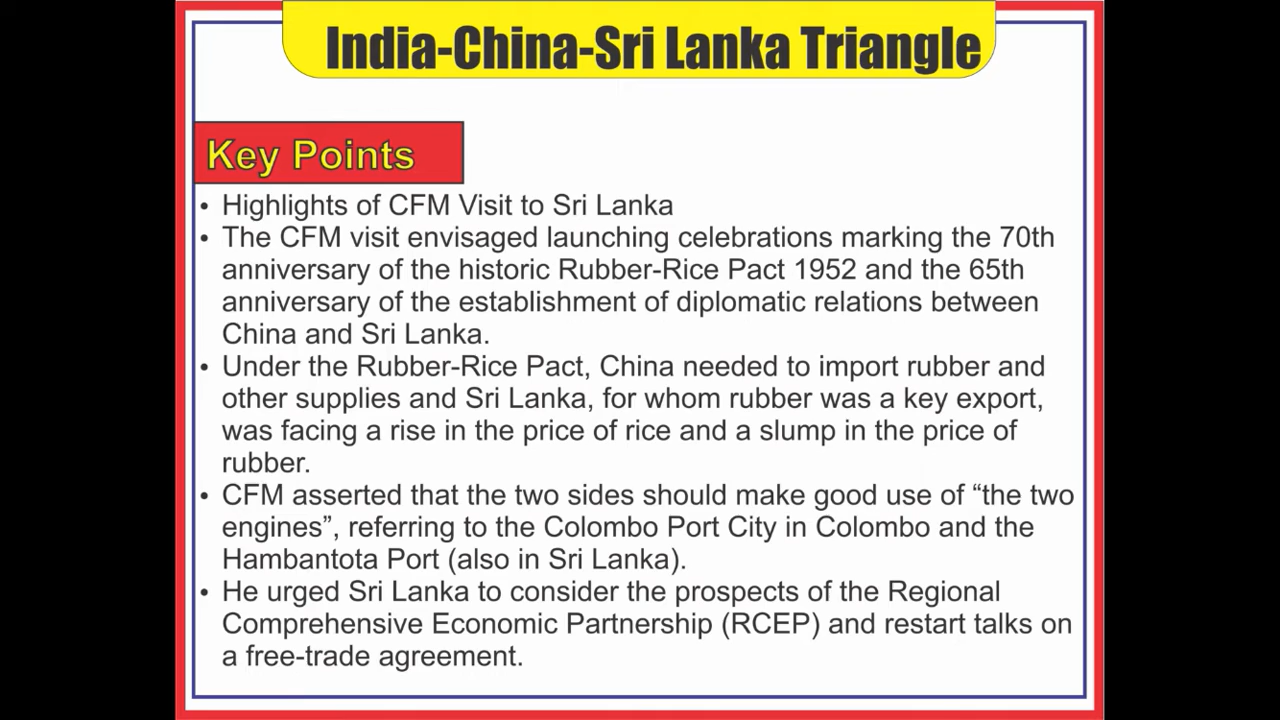 India-China-Sri Lanka Triangle
Key Points
• Highlights of CFM Visit to Sri Lanka
• The CFM visit envisaged launching celebrations marking the 70th
anniversary of the historic Rubber-Rice Pact 1952 and the 65th
anniversary of the establishment of diplomatic relations between
China and Sri Lanka.
• Under the Rubber-Rice Pact, China needed to import rubber and
other supplies and Sri Lanka, for whom rubber was a key export,
was facing a rise in the price of rice and a slump in the price of
rubber.
• CFM asserted that the two sides should make good use of “the two
engines”, referring to the Colombo Port City in Colombo and the
Hambantota Port (also in Sri Lanka).
• He urged Sri Lanka to consider the prospects of the Regional
Comprehensive Economic Partnership (RCEP) and restart talks on
a free-trade agreement.